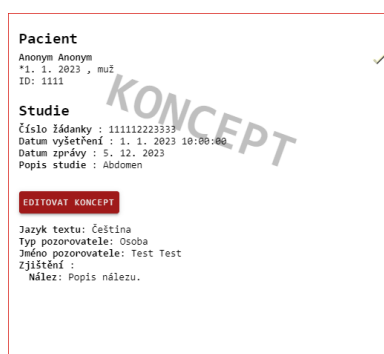 Pacient
Anonym Anonym
*1. 1. 2023 , muž
ID: 1111
KONCEPT
Studie
Číslo žádanky : 111112223333
Datum vyšetření : 1. 1. 2023 10:00:00
Datum zprávy : 5. 12. 2023
Popis studie : Abdomen
EDITOVAT KONCEPT
Jazyk textu: Čeština
Typ pozorovatele: Osoba
Jméno pozorovatele: Test Test
Zjištění :
Nález: Popis nálezu.